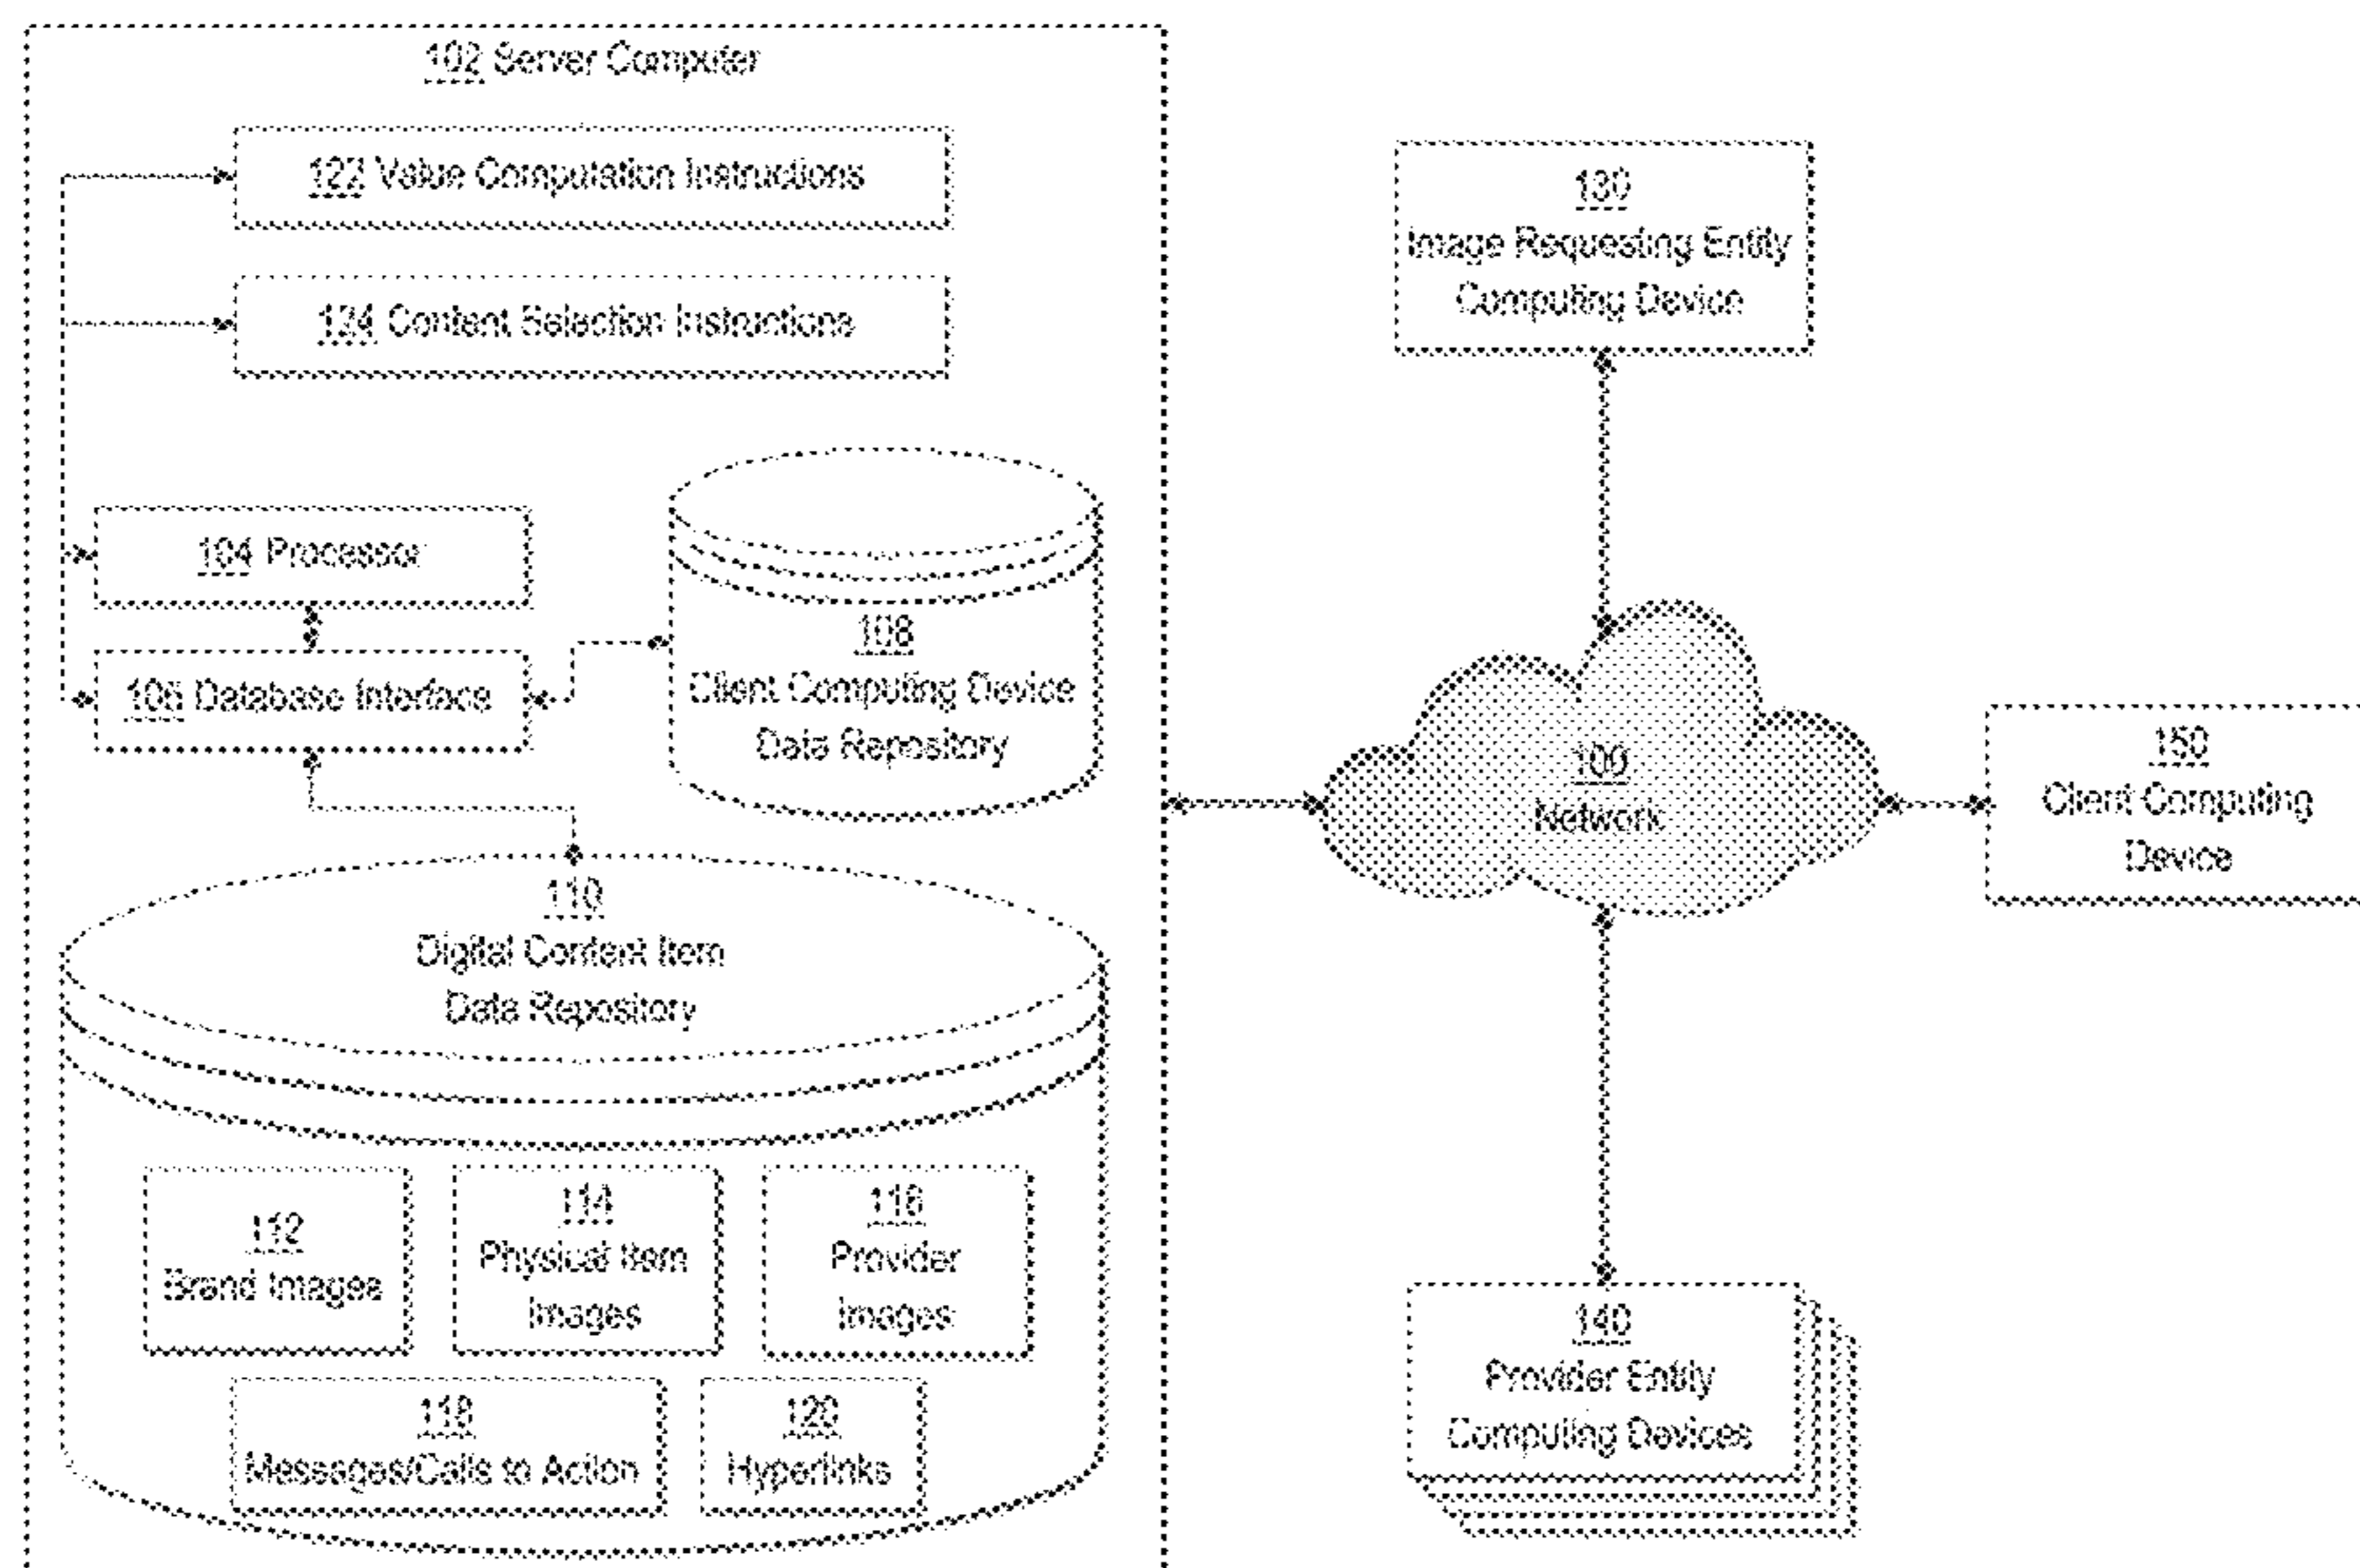 102 Server Computer
122 Value Computation Instructions
124 Content Selection Instructions
104 Processor
106 Database Interface
108
Client Computing Device
Data Repository
110
Digital Content Item
Data Repository
112
Brand Images
114
Physical Item
Images
116
Provider
Images
118
Messages/Calls to Action
120
Hyperlinks
130
Image Requesting Entity
Computing Device
100
Network
150
Client Computing
Device
140
Provider Entity
Computing Devices